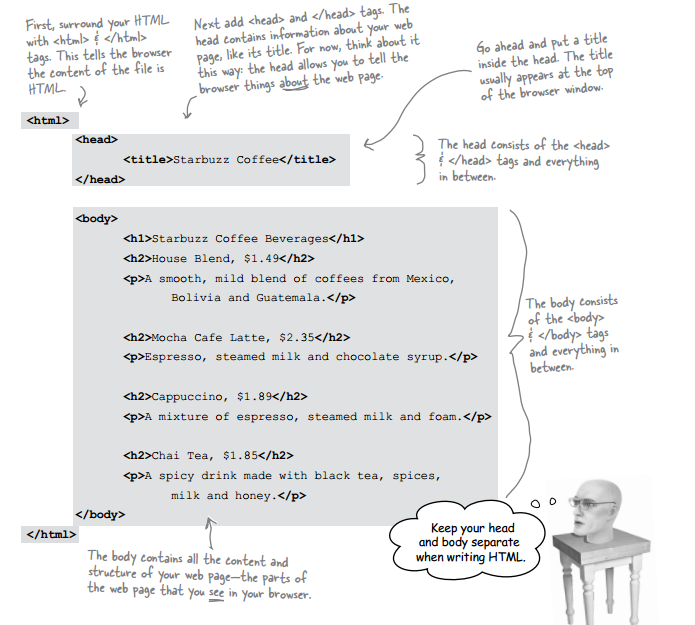 First, surround your HTML
with <html> & </html>
tags. This tells the browser
the content of the file is
HTML.
Next add <head> and </head> tags. The
head contains information about your web
page, like its title. For now, think about it
this way: the head allows you to tell the
browser things about the web page.
Go ahead and put a title
inside the head. The title
usually appears at the top
of the browser window.
<html>
<head>
<title>Starbuzz Coffee</title>
</head>
The head consists of the <head>
& </head> tags and everything
in between.
<body>
<h1>Starbuzz Coffee Beverages</h1>
<h2>House Blend, $1.49</h2>
<p>A smooth, mild blend of coffees from Mexico,
Bolivia and Guatemala.</p>
<h2>Mocha Cafe Latte, $2.35</h2>
<p>Espresso, steamed milk and chocolate syrup.</p>
<h2>Cappuccino, $1.89</h2>
<p>A mixture of espresso, steamed milk and foam.</p>
<h2>Chai Tea, $1.85</h2>
<p>A spicy drink made with black tea, spices,
milk and honey.</p>
</body>
</html>
The body consists
of the <body>
& </body> tags
and everything in
between.
The body contains all the content and
structure of your web page—the parts of
the web page that you see in your browser.
Keep your head
and body separate
when writing HTML.